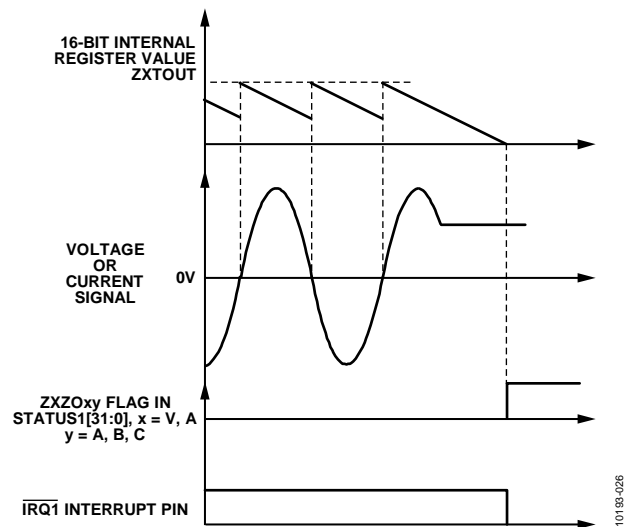 16-BIT INTERNAL
REGISTER VALUE
ZXTOUT
VOLTAGE
OR
CURRENT
SIGNAL
0V
ZXZOxy FLAG IN
STATUS1[31:0], x = V, A
y = A, B, C
IRQ1 INTERRUPT PIN
10193-026